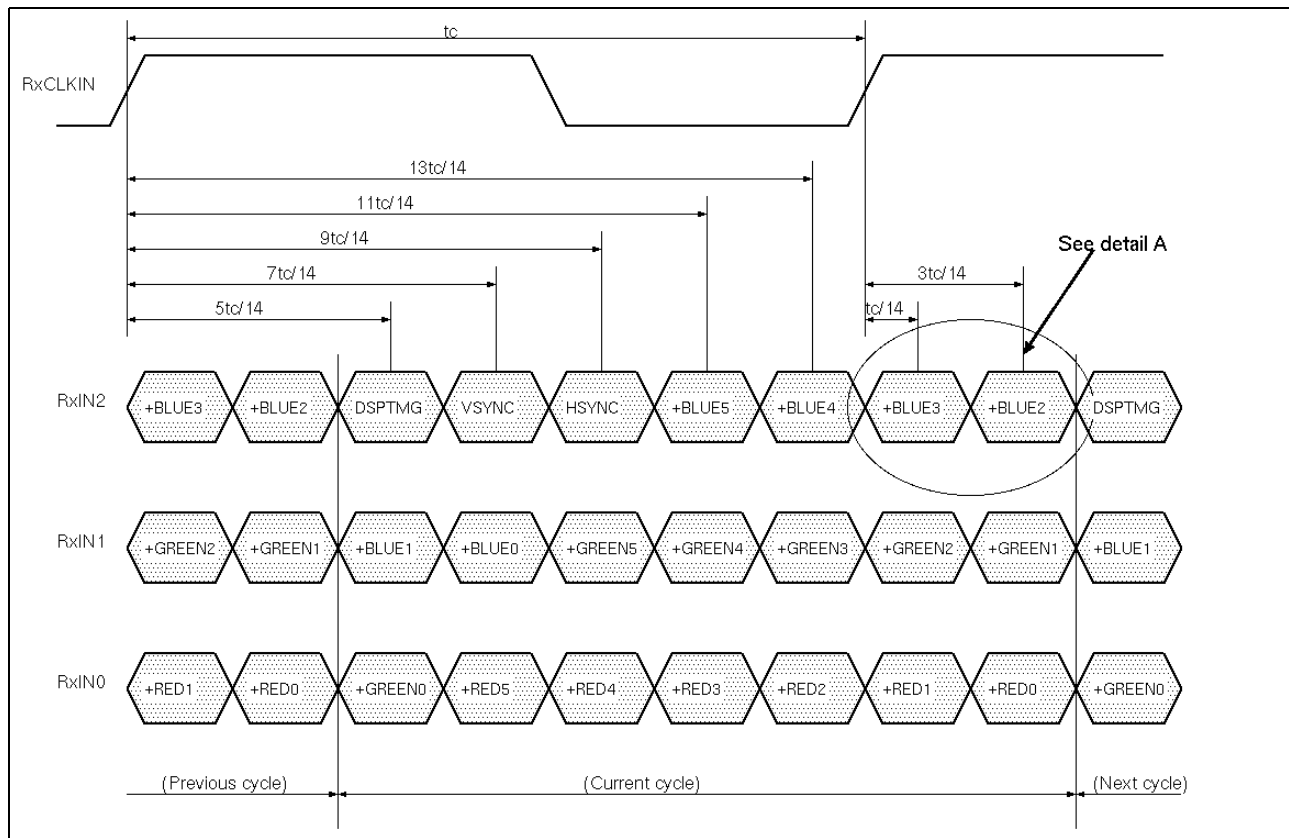 tc
RxCLKIN
13tc/14
11tc/14
9tc/14
See detail A
7tc/14
3tc/14
5tc/14
tc/14
RxIN2 +BLUE3 +BLUE2 DSPTMG VSYNC HSYNC +BLUE5 +BLUE4 +BLUE3 +BLUE2 DSPTMG
RxIN1 +GREEN2 +GREEN1 +BLUE1 +BLUE0 +GREEN5 +GREEN4 +GREEN3 +GREEN2 +GREEN1 +BLUE1
RxIN0 +RED1 +RED0 +GREEN0 +RED5 +RED4 +RED3 +RED2 +RED1 +RED0 +GREEN0
(Previous cycle) (Current cycle) (Next cycle)